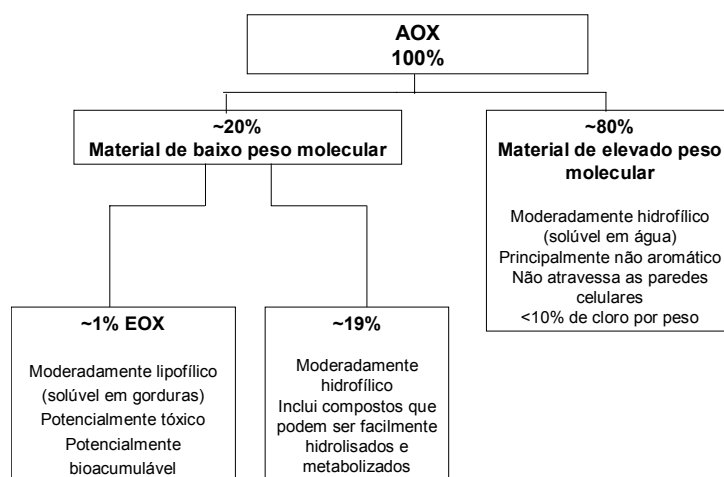 AOX
100%
~20%
Material de baixo peso molecular
~80%
Material de elevado peso
molecular
Moderadamente hidrofílico
(solúvel em água)
Principalmente não aromático
Não atravessa as paredes
celulares
<10% de cloro por peso
~1% EOX
Moderadamente lipofílico
(solúvel em gorduras)
Potencialmente tóxico
Potencialmente
bioacumulável
~19%
Moderadamente
hidrofílico
Inclui compostos que
podem ser facilmente
hidrolisados e
metabolizados